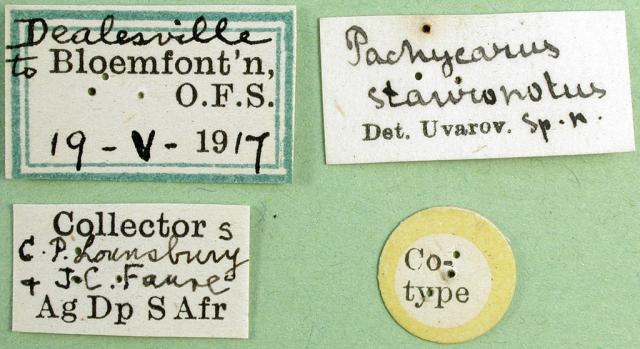 Dealesville
to Bloemfont'n,
O.F.S.
19 - V - 1917
Pachycarus
stauronotus
Det. Uvarov. Sp. n.
Collector s
C. P. Lounsbury
+ J. C. Faure
Ag Dp S Afr
Co-
type